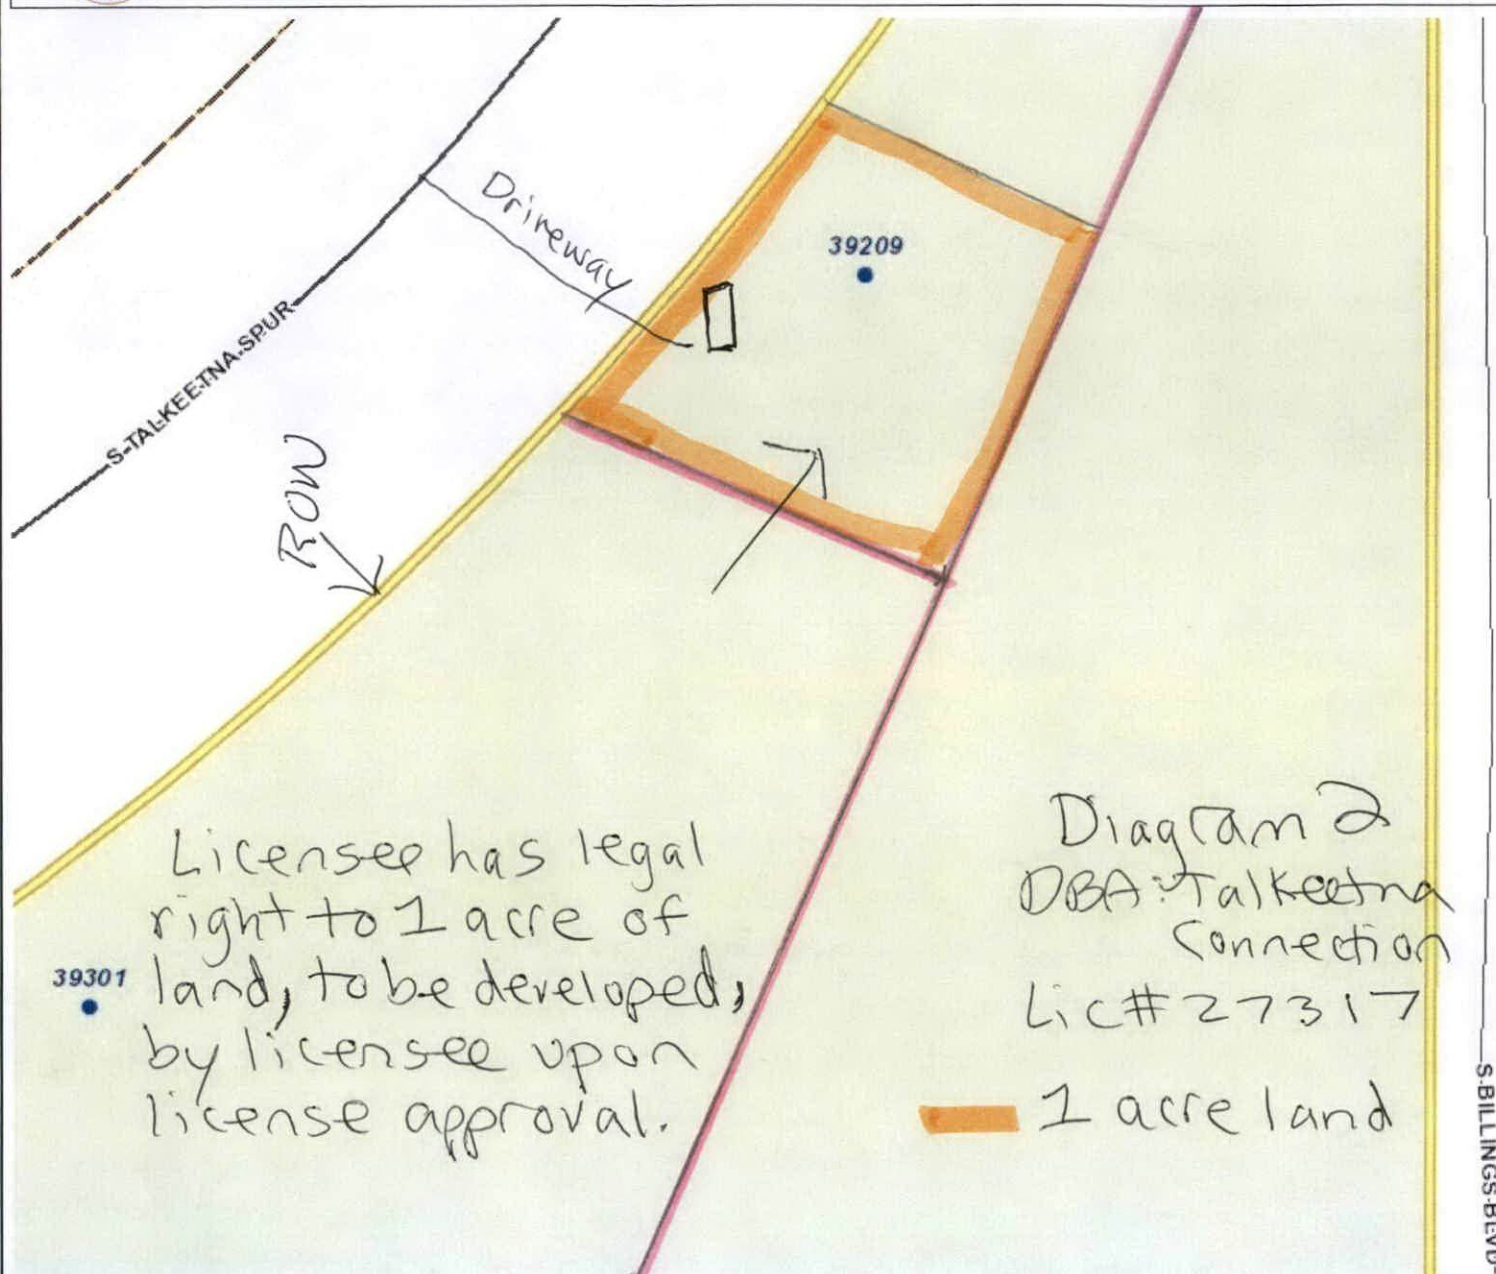 Driveway
39209
S-TALKEETNA-SPUR
ROW
Licensee has legal
right to 1 acre of
land, to be developed,
by licensee upon
license approval.
39301
Diagram 2
DBA: Talkeetna
Connection
Lic# 27317
1 acre land
S-BILLINGS-BLVD